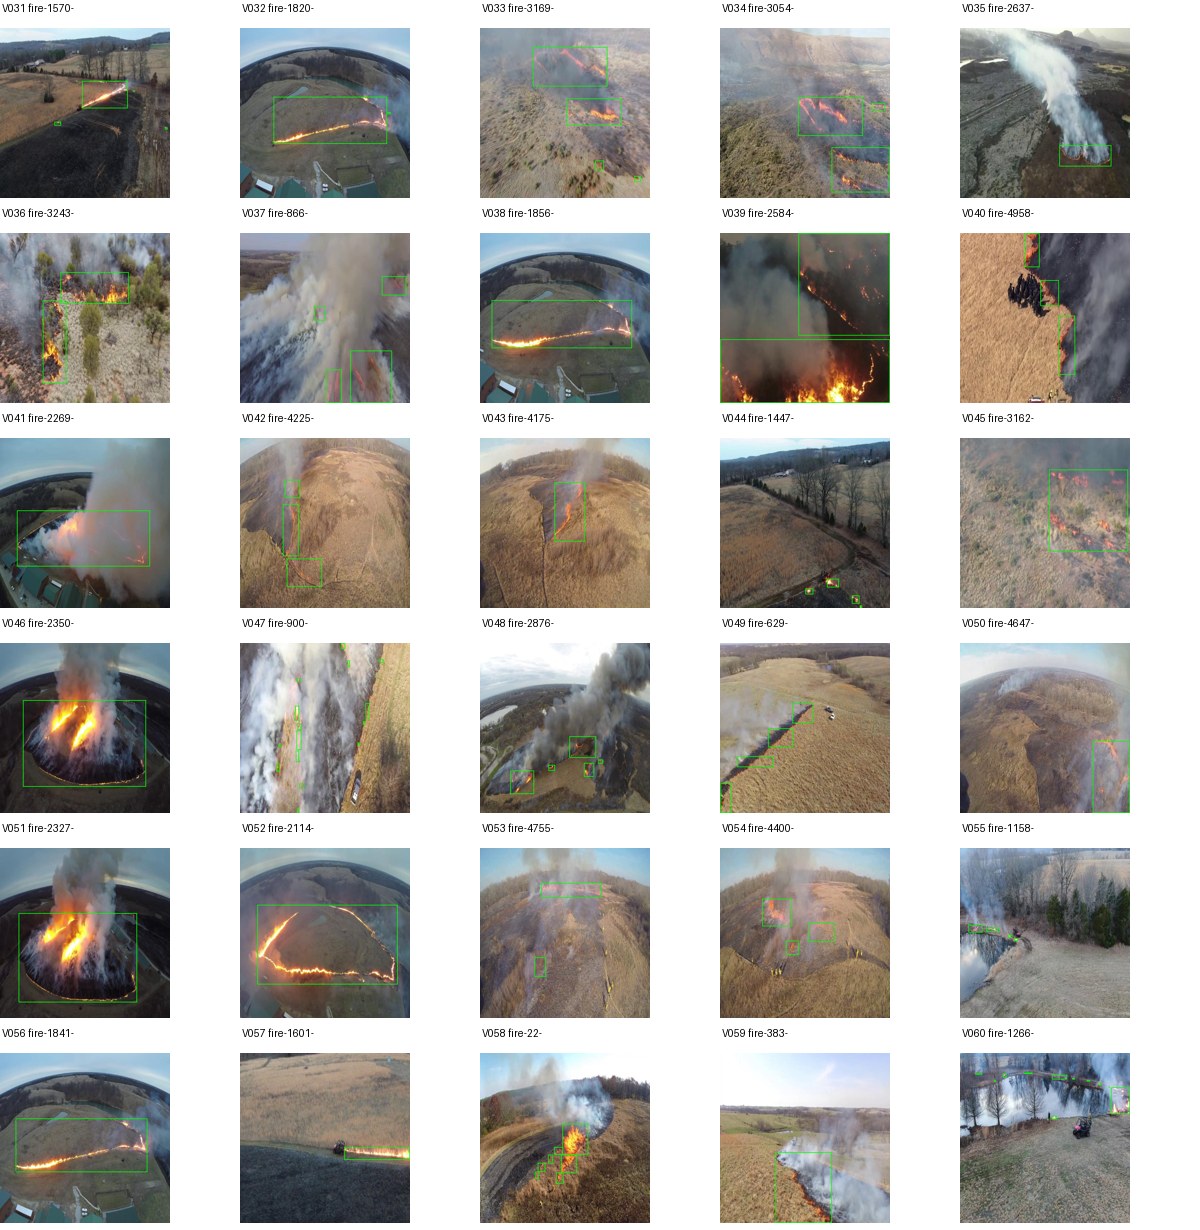 V031 fire-1570-
V032 fire-1820-
V033 fire-3169-
V034 fire-3054-
V035 fire-2637-
V036 fire-3243-
V037 fire-866-
V038 fire-1856-
V039 fire-2584-
V040 fire-4958-
V041 fire-2269-
V042 fire-4225-
V043 fire-4175-
V044 fire-1447-
V045 fire-3162-
V046 fire-2350-
V047 fire-900-
V048 fire-2876-
V049 fire-629-
V050 fire-4647-
V051 fire-2327-
V052 fire-2114-
V053 fire-4755-
V054 fire-4400-
V055 fire-1158-
V056 fire-1841-
V057 fire-1601-
V058 fire-22-
V059 fire-383-
V060 fire-1266-